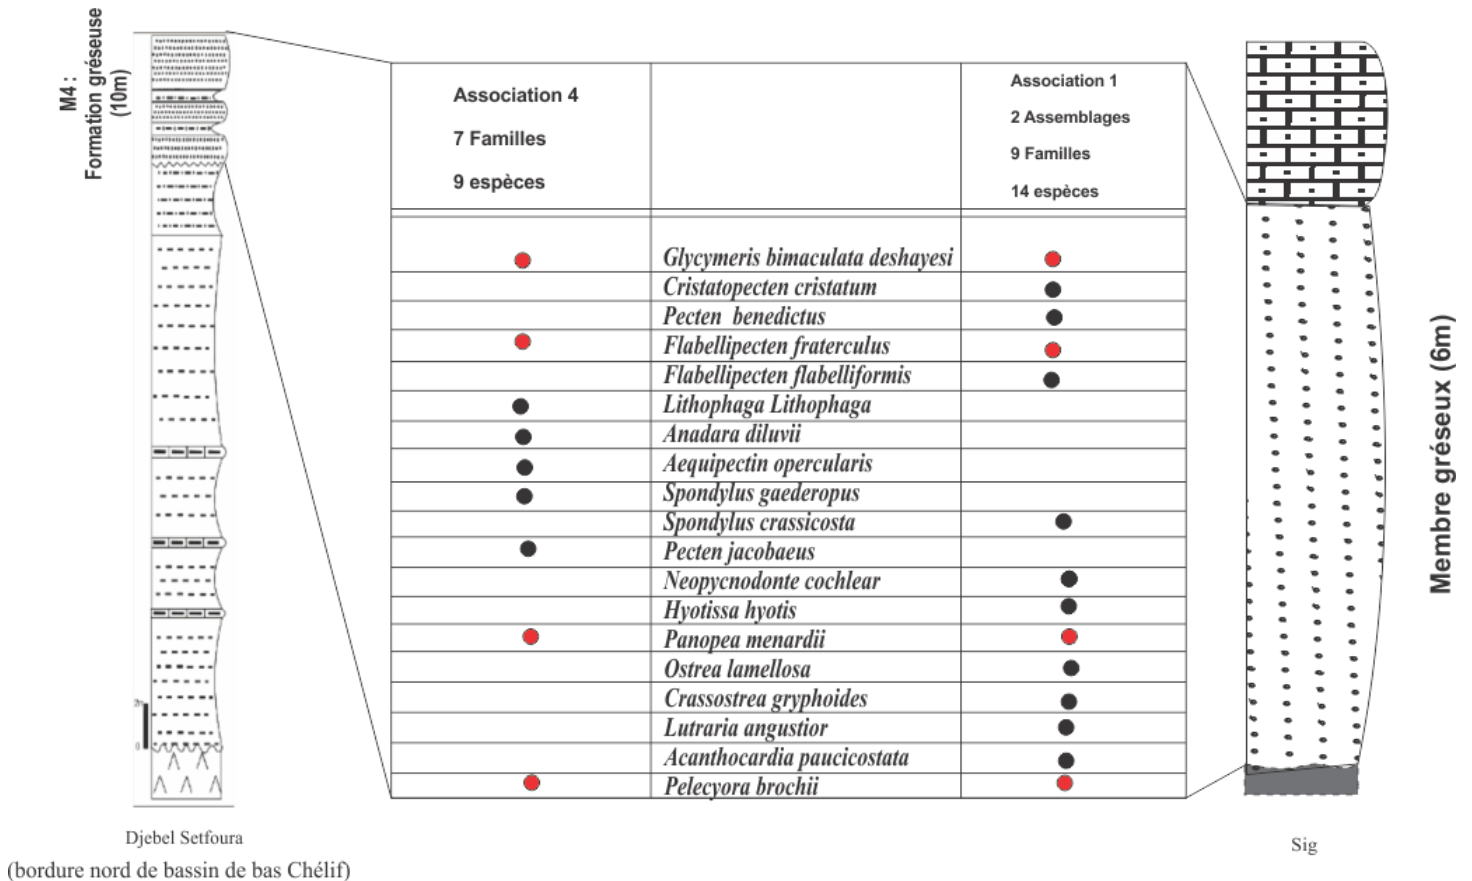 M4 :
Formation gréseuse
(10m)
Association 4
7 Familles
9 espèces
Association 1
2 Assemblages
9 Familles
14 espèces
Glycymeris bimaculata deshayesi
Cristatopecten cristatum
Pecten benedictus
Flabellipecten fraterculus
Flabellipecten flabelliformis
Lithophaga Lithophaga
Anadara diluvii
Aequipectin opercularis
Spondylus gaederopus
Spondylus crassicosta
Pecten jacobaeus
Neopycnodonte cochlear
Hyotissa hyotis
Panopea menardii
Ostrea lamellosa
Crassostrea gryphoides
Lutraria angustior
Acanthocardia paucicostata
Pelecyora brochii
Membre gréseux (6m)
2m
0
Djebel Setfoura
(bordure nord de bassin de bas Chélif)
Sig